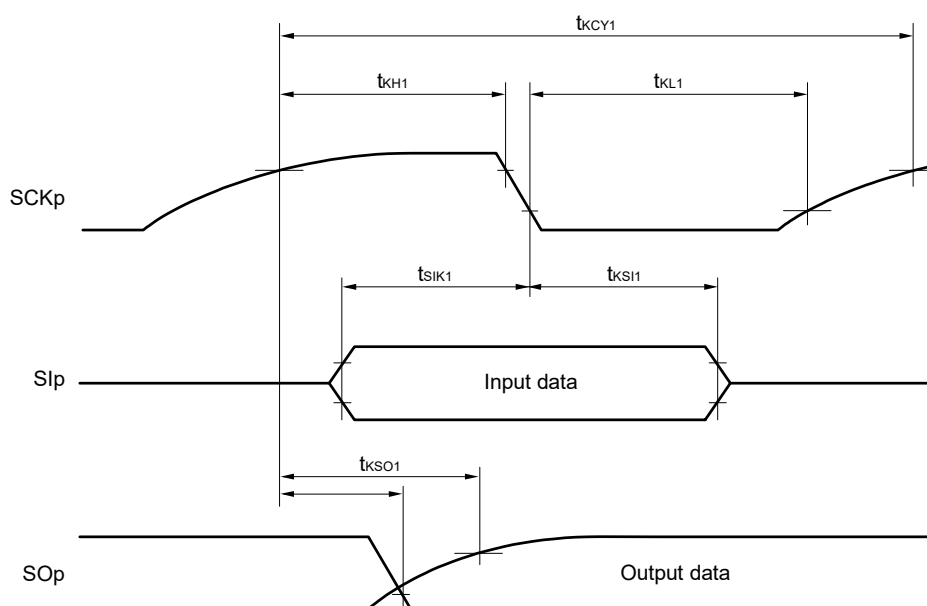 tKCY1
tKH1
tKL1
SCKp
tSIK1
tKSI1
SIp
Input data
tKSO1
SOp
Output data